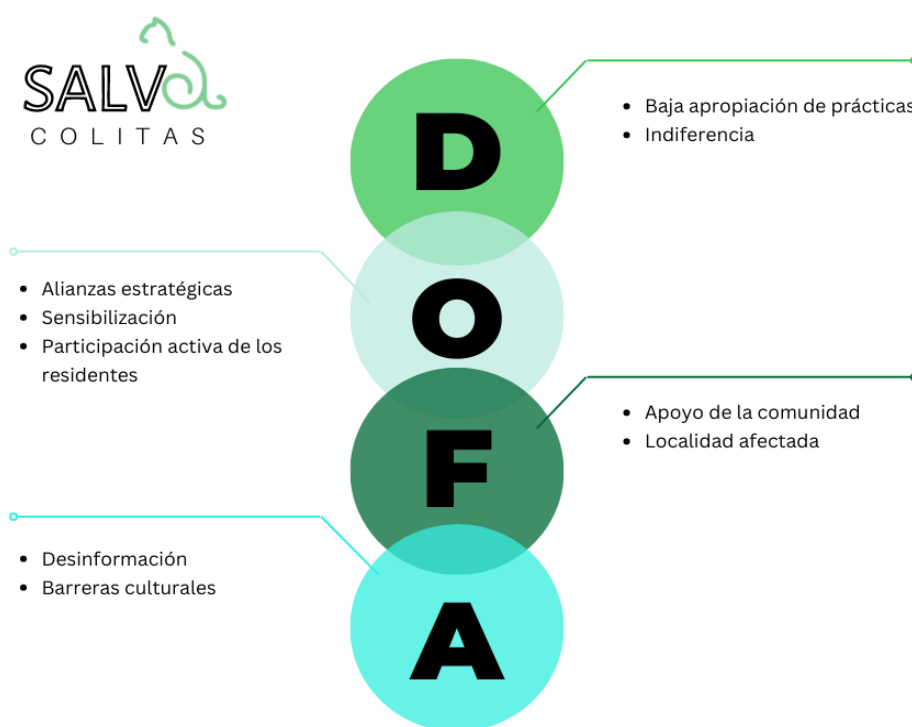 SALVa
COLITAS
D
• Baja apropiación de prácticas
• Indiferencia
• Alianzas estratégicas
• Sensibilización
• Participación activa de los
residentes
O
F
• Apoyo de la comunidad
• Localidad afectada
• Desinformación
• Barreras culturales
A